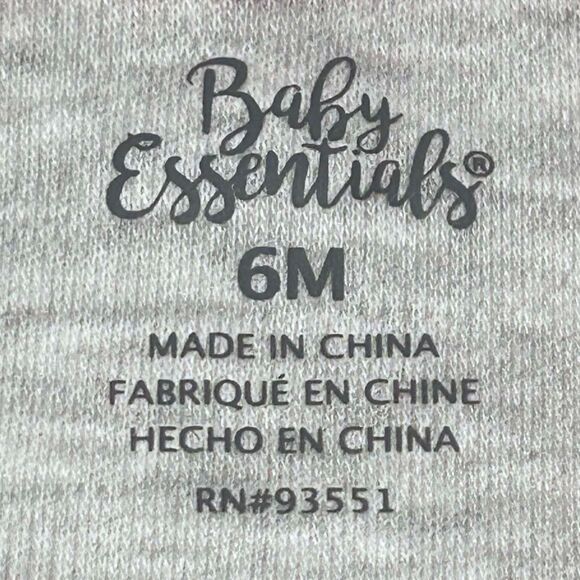 Baby
Essentials®
6M
MADE IN CHINA
FABRIQUÉ EN CHINE
HECHO EN CHINA
RN#93551